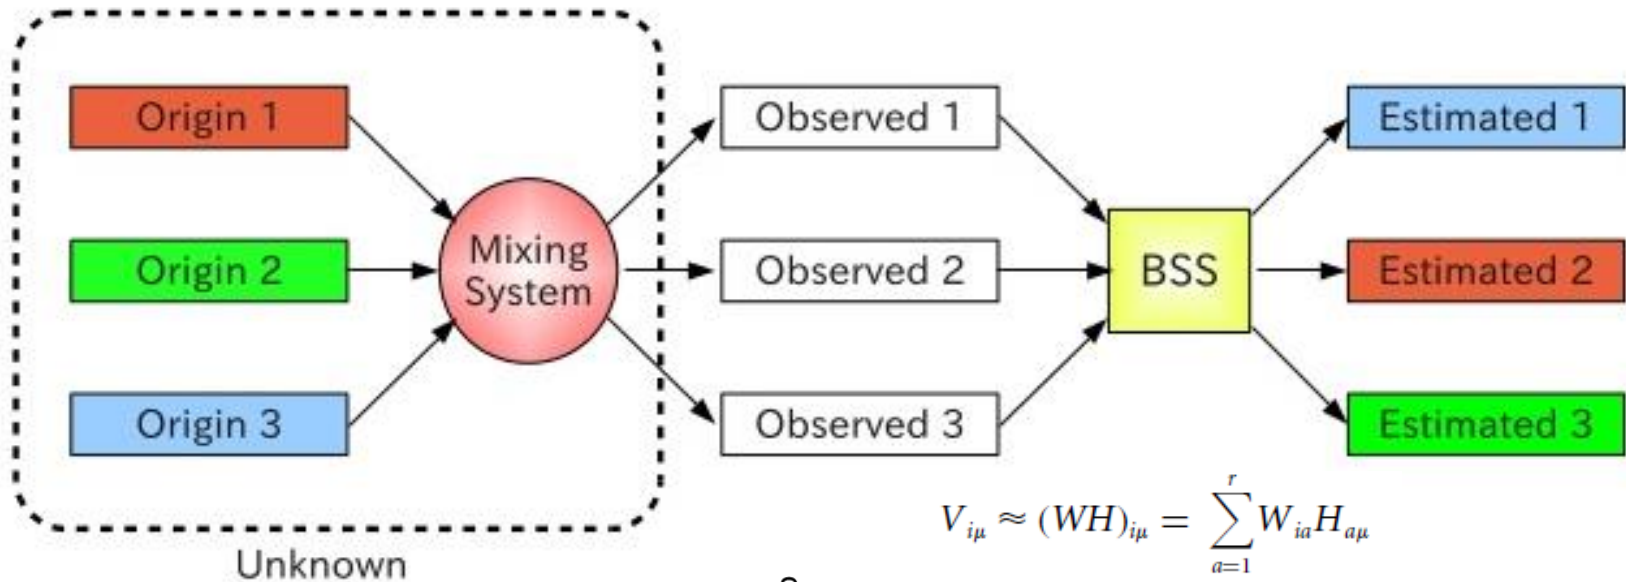 Origin 1
Origin 2
Origin 3
Mixing
System
Unknown
Observed 1
Observed 2
Observed 3
BSS
Estimated 1
Estimated 2
Estimated 3
V_{iμ} ≈ (WH)_{iμ} = \sum_{a=1}^{r} W_{ia}H_{aμ}